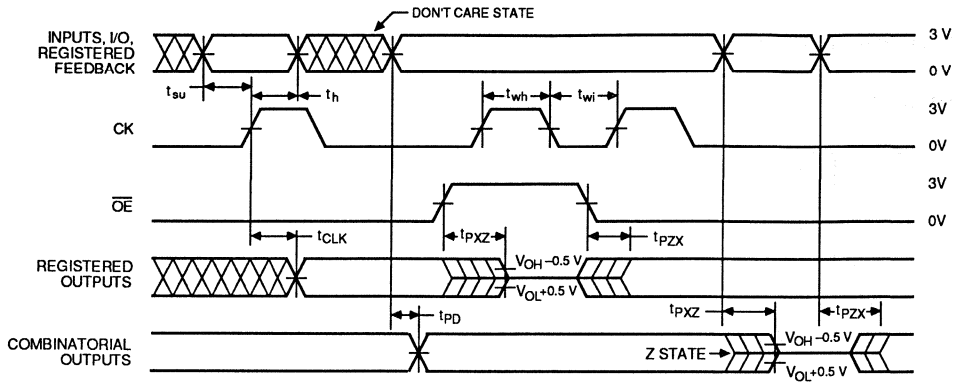 DON'T CARE STATE
INPUTS, I/O,
REGISTERED
FEEDBACK
3 V
0 V
tsu
th
twh
twi
CK
3V
0V
OE
3V
0V
tCLK
tPXZ
tPZX
REGISTERED
OUTPUTS
VOH–0.5 V
VOL+0.5 V
tPD
tPXZ
tPZX
COMBINATORIAL
OUTPUTS
Z STATE
VOH–0.5 V
VOL+0.5 V